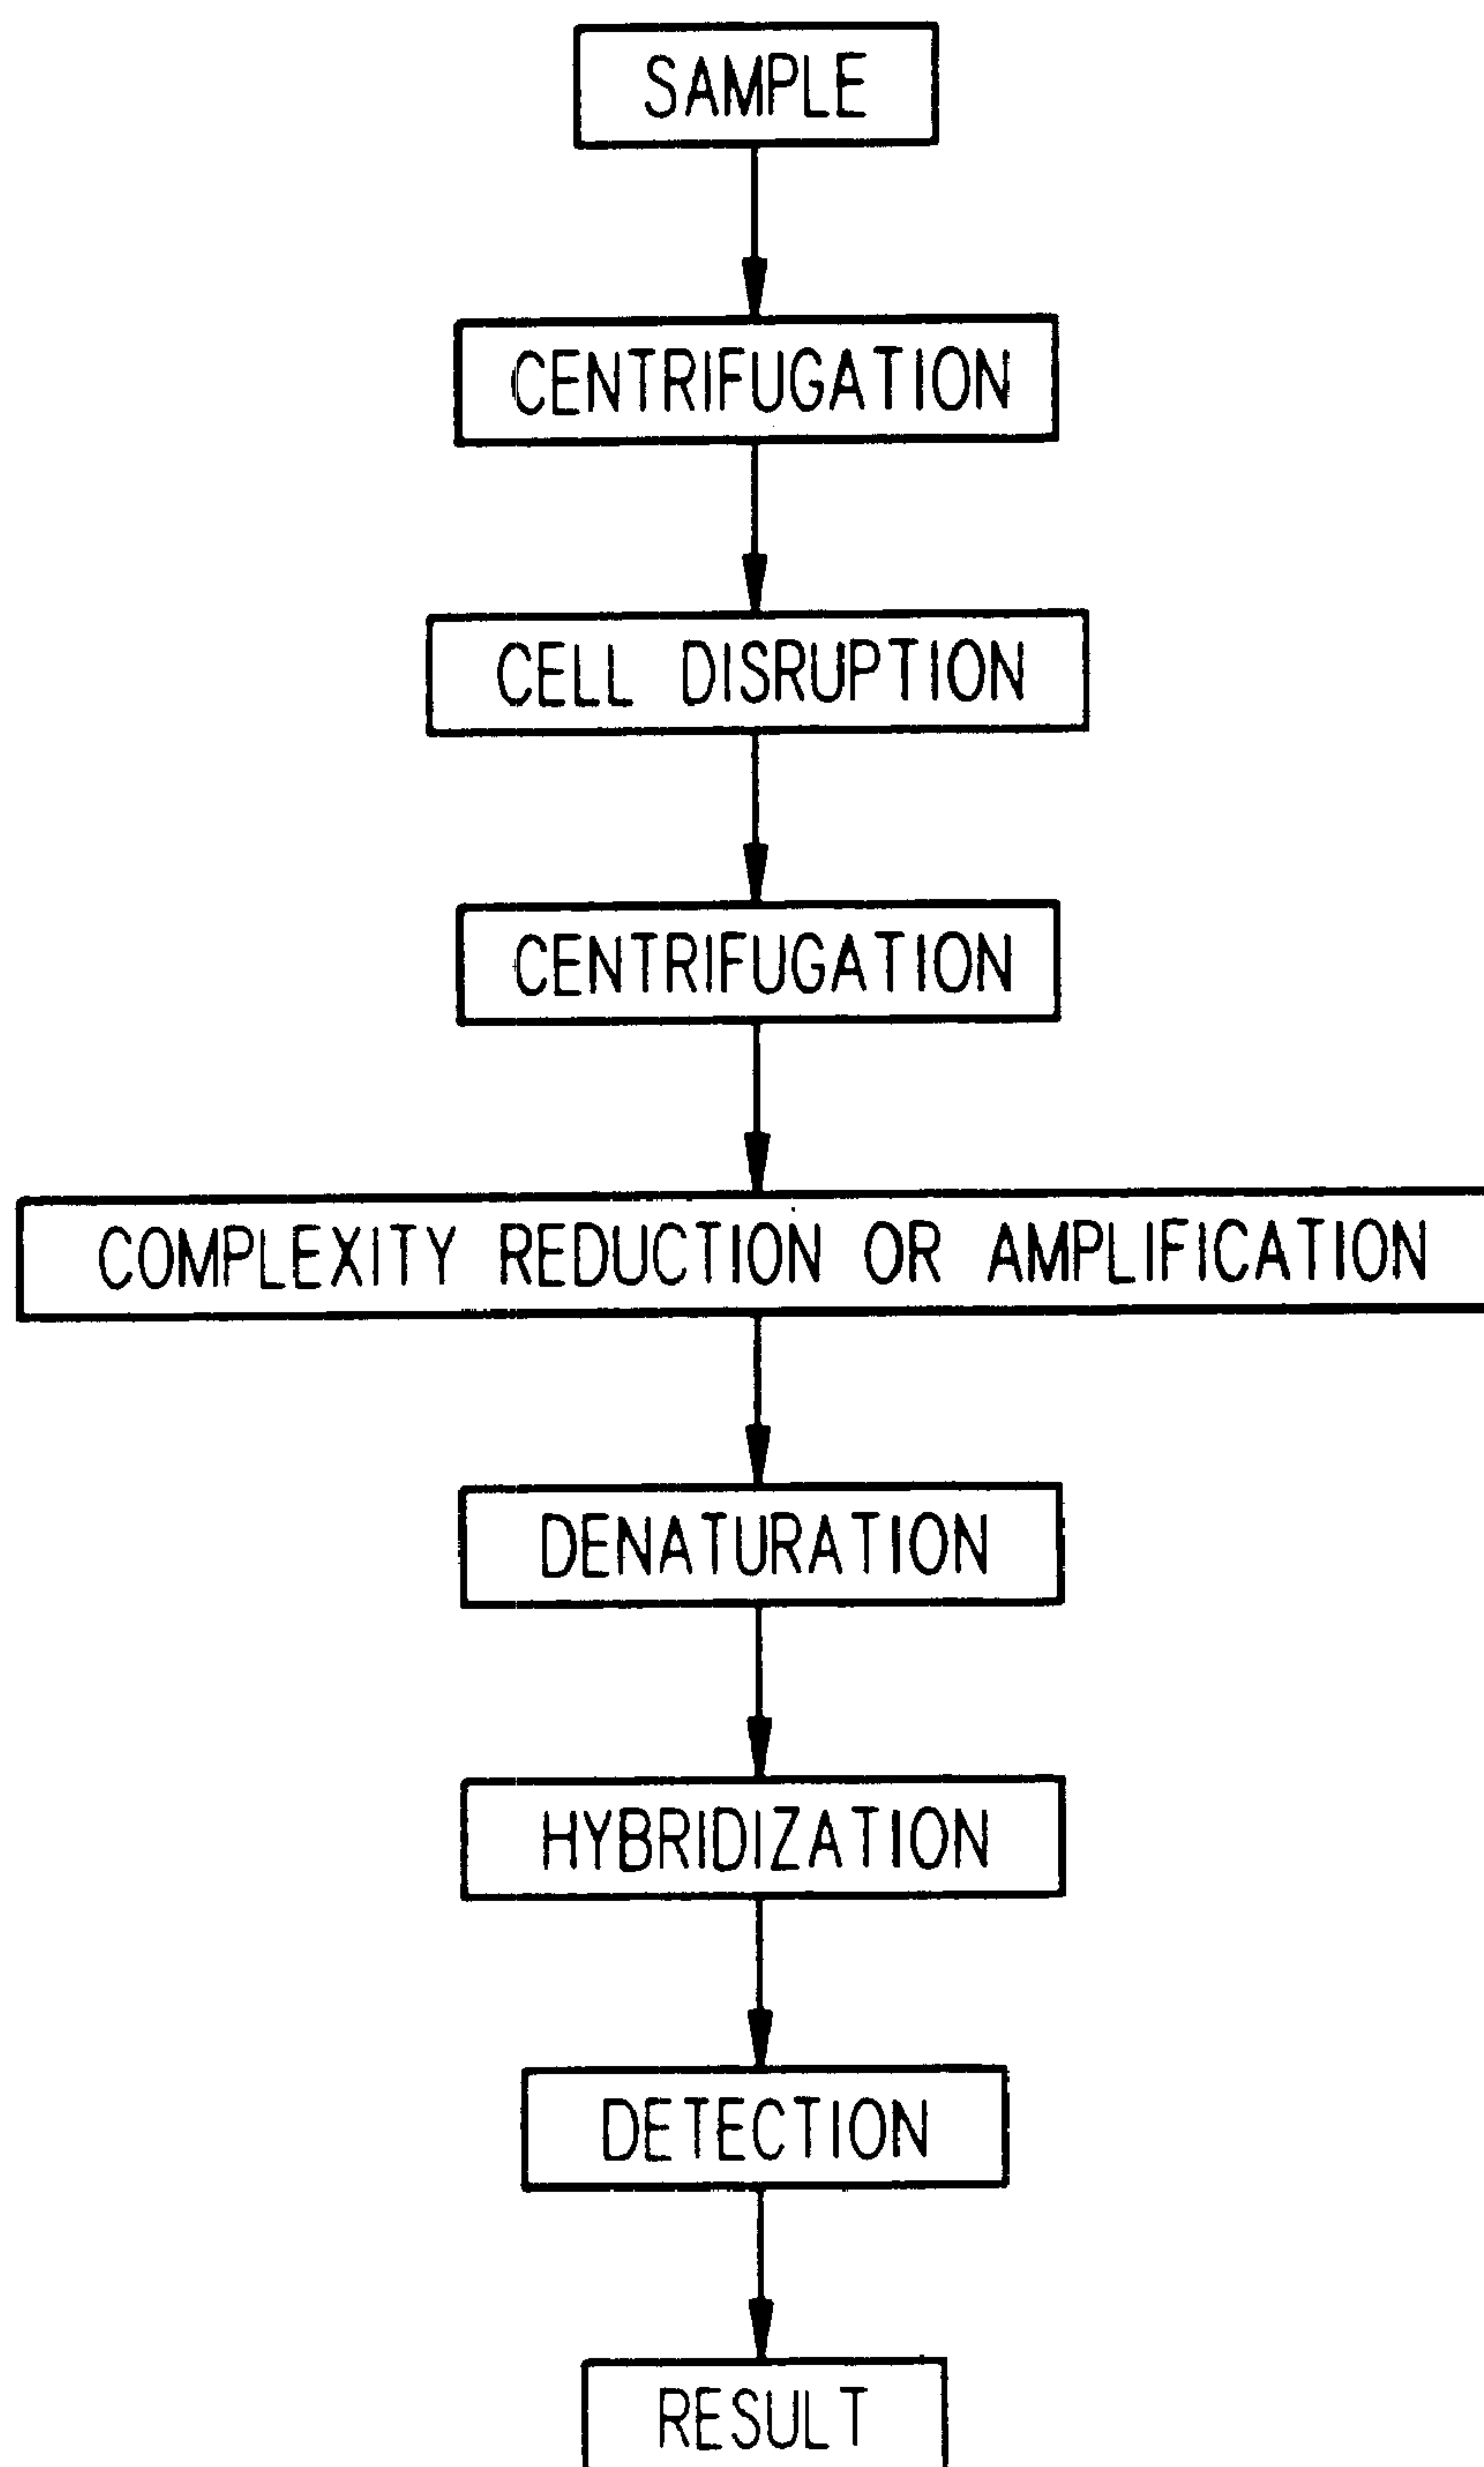 SAMPLE
CENTRIFUGATION
CELL DISRUPTION
CENTRIFUGATION
COMPLEXITY REDUCTION OR AMPLIFICATION
DENATURATION
HYBRIDIZATION
DETECTION
RESULT